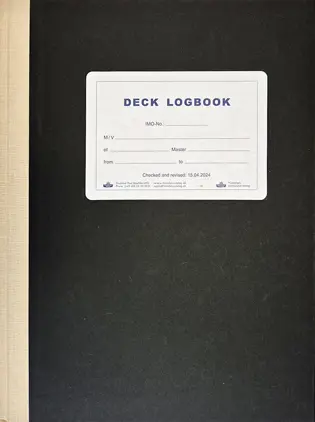 DECK LOGBOOK
IMO-No.:
M/V
of Master
from to
Checked and revised: 15.04.2024